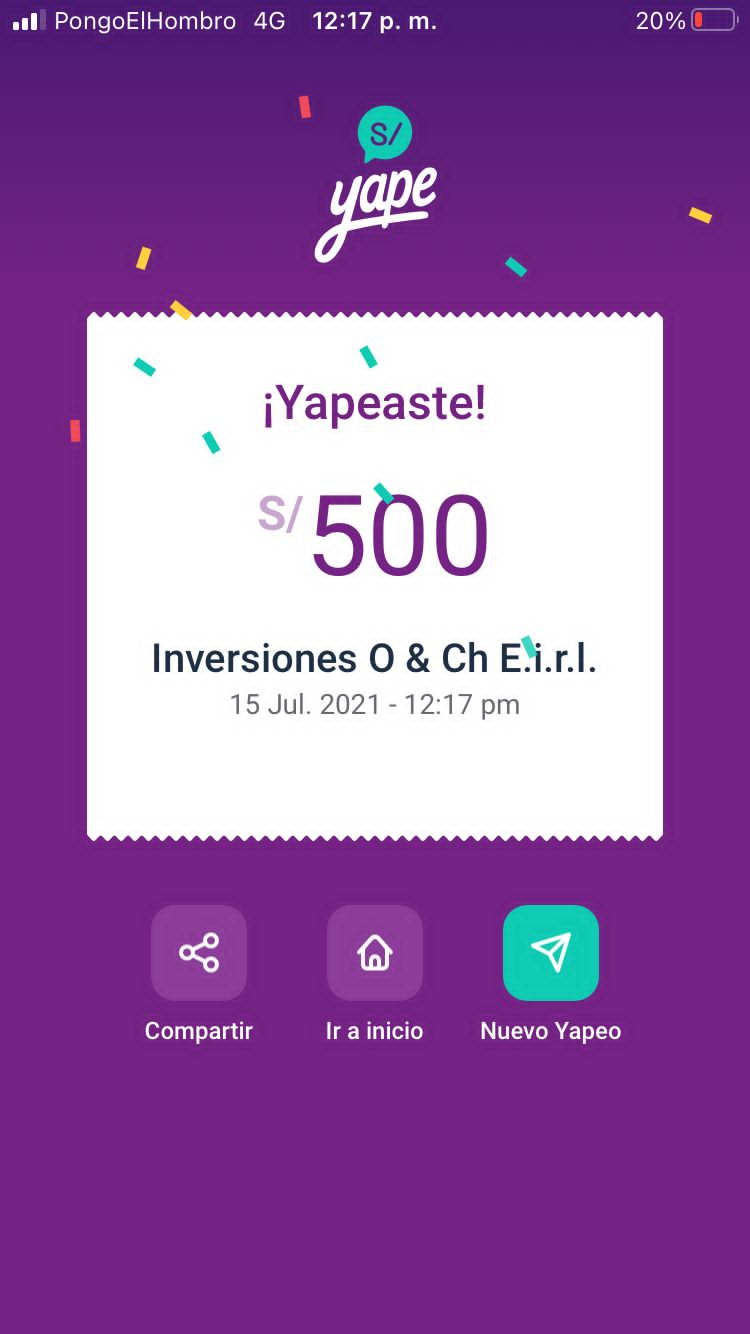 PongoElHombro 4G 12:17 p. m. 20%
S/
yape
¡Yapeaste!
S/500
Inversiones O & Ch E.i.r.l.
15 Jul. 2021 - 12:17 pm
Compartir Ir a inicio Nuevo Yapeo